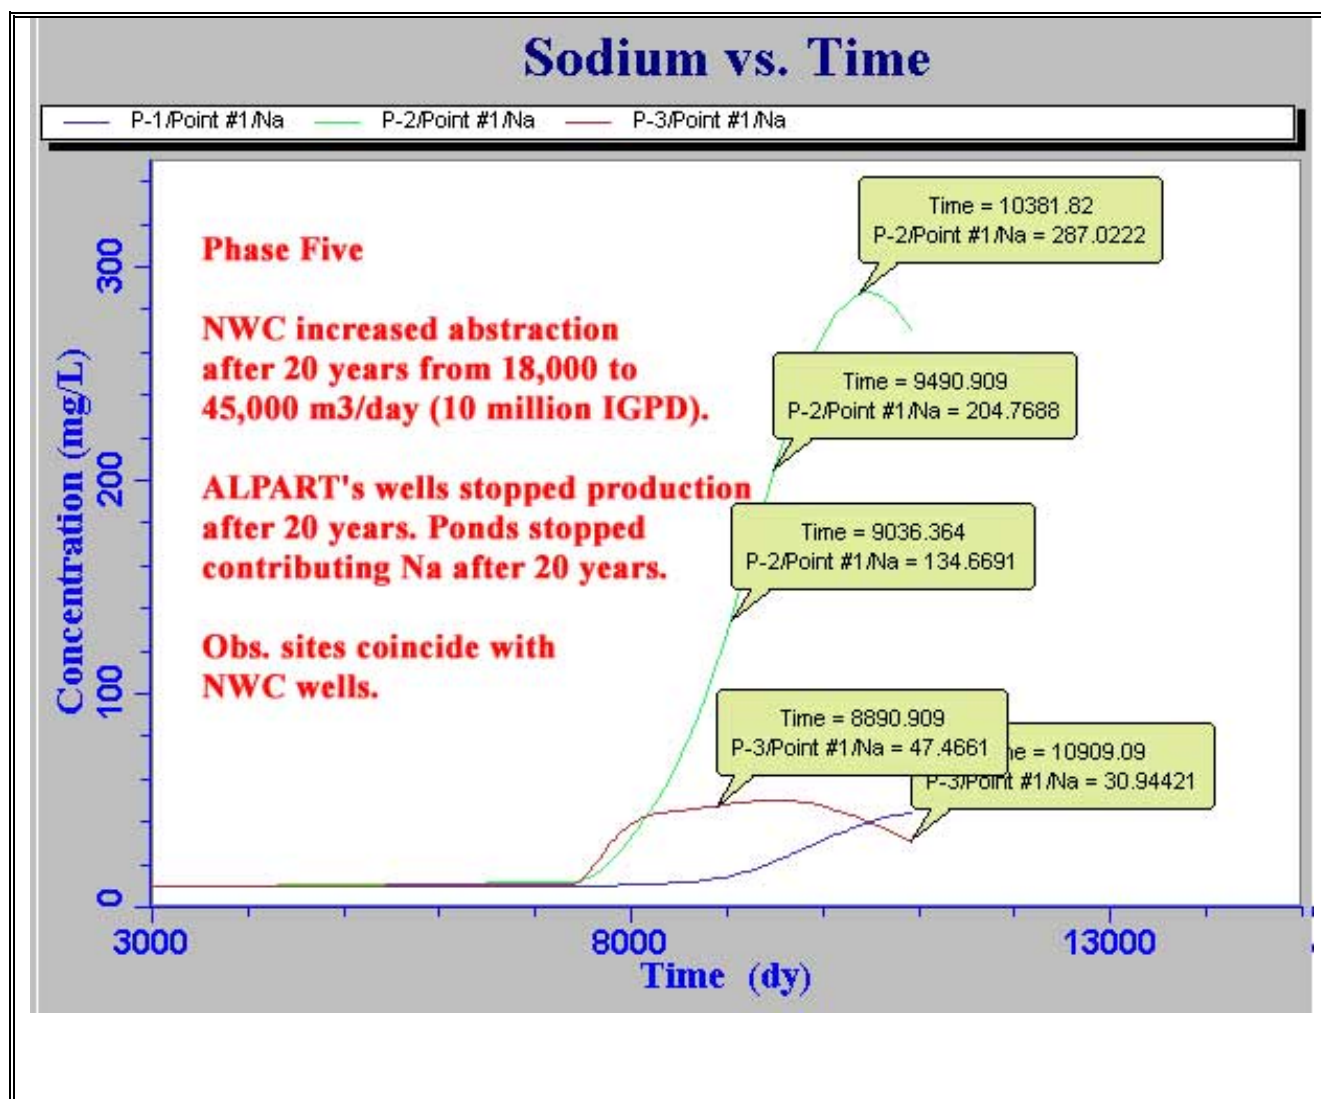 Sodium vs. Time
P-1/Point #1/Na
P-2/Point #1/Na
P-3/Point #1/Na
Time = 10381.82
P-2/Point #1/Na = 287.0222
Phase Five
NWC increased abstraction
after 20 years from 18,000 to
45,000 m3/day (10 million IGPD).
Time = 9490.909
P-2/Point #1/Na = 204.7688
ALPART's wells stopped production
after 20 years. Ponds stopped
contributing Na after 20 years.
Time = 9036.364
P-2/Point #1/Na = 134.6691
Obs. sites coincide with
NWC wells.
Time = 8890.909
P-3/Point #1/Na = 47.4661
= 10909.09
P-3/Point #1/Na = 30.94421
Concentration (mg/L)
300
200
100
0
3000
8000
13000
Time (dy)